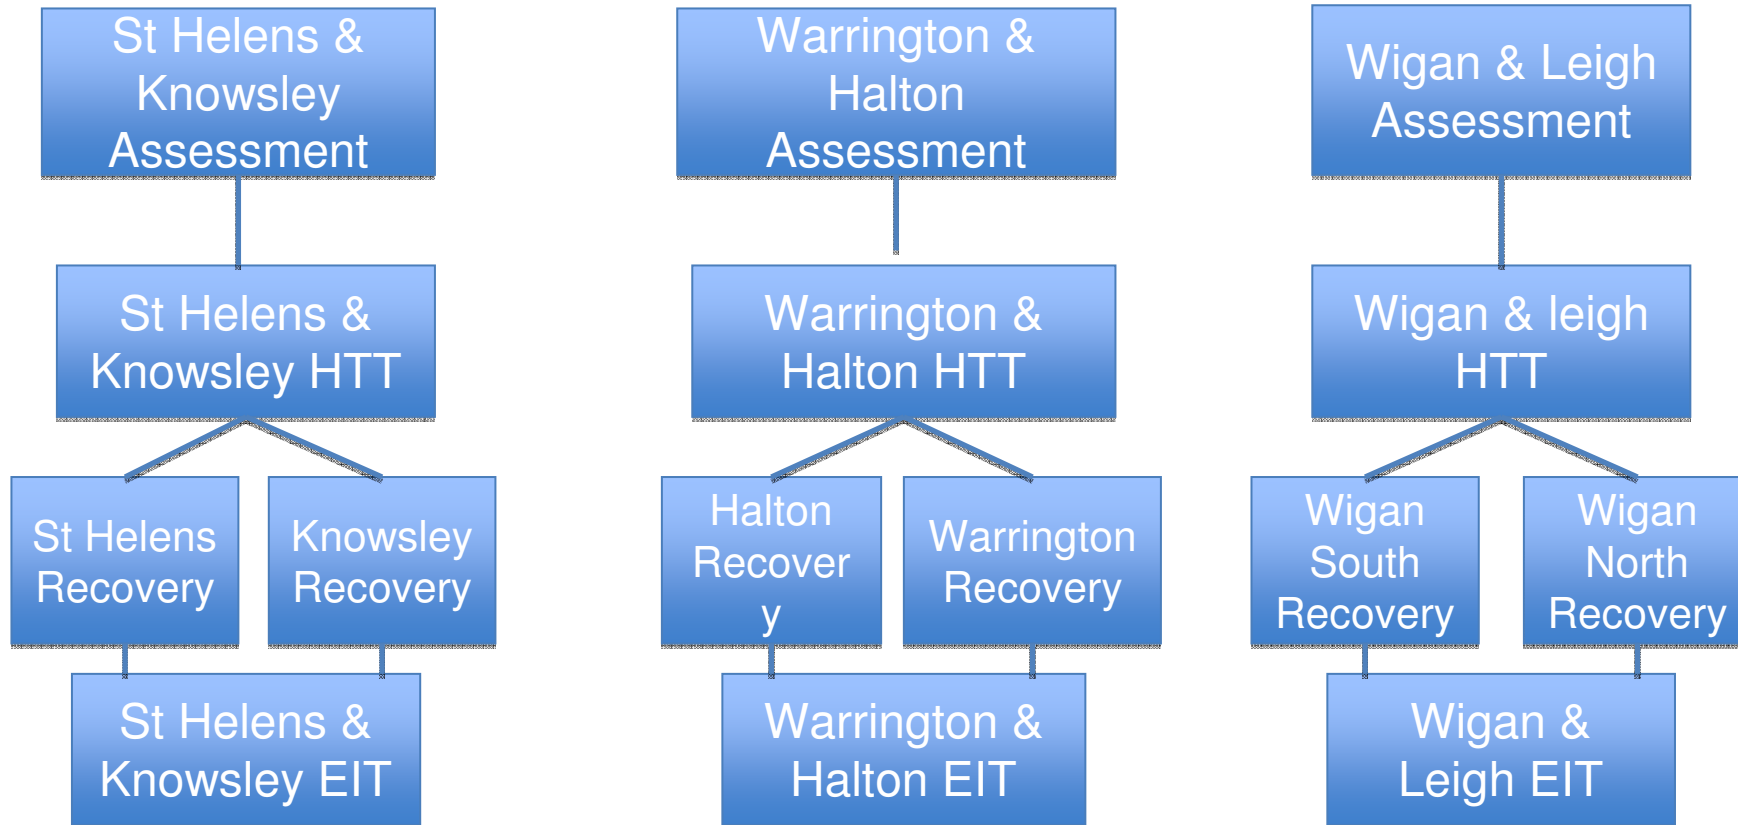 St Helens &
Knowsley
Assessment
Warrington &
Halton
Assessment
Wigan & Leigh
Assessment
St Helens &
Knowsley HTT
Warrington &
Halton HTT
Wigan & leigh
HTT
St Helens
Recovery
Knowsley
Recovery
Halton
Recover
y
Warrington
Recovery
Wigan
South
Recovery
Wigan
North
Recovery
St Helens &
Knowsley EIT
Warrington &
Halton EIT
Wigan &
Leigh EIT